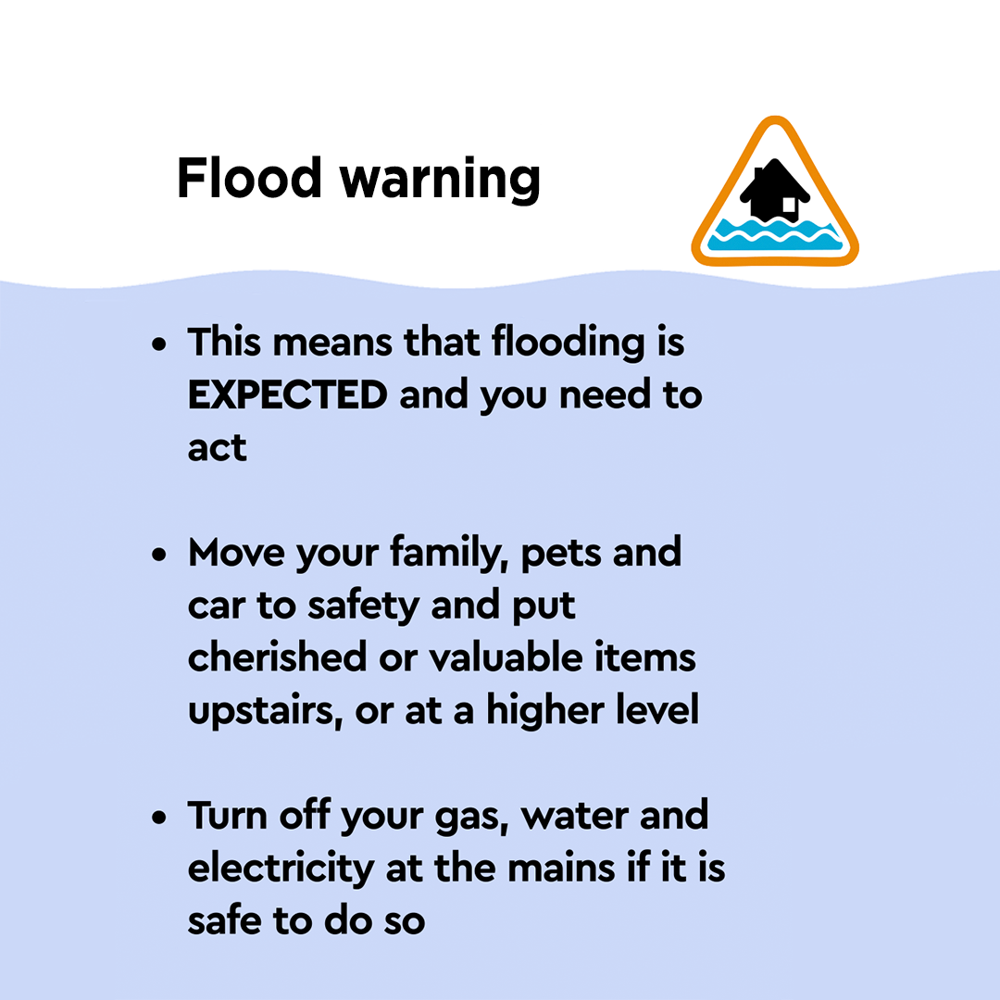 Flood warning
• This means that flooding is
EXPECTED and you need to
act
• Move your family, pets and
car to safety and put
cherished or valuable items
upstairs, or at a higher level
• Turn off your gas, water and
electricity at the mains if it is
safe to do so